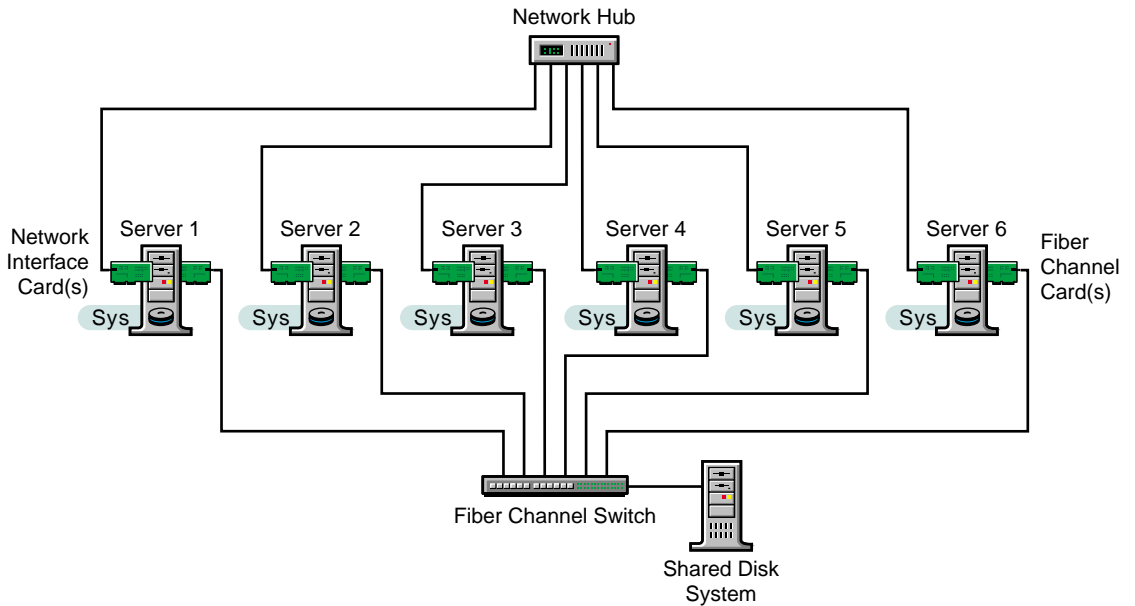 Network Hub
Server 1
Server 2
Server 3
Server 4
Server 5
Server 6
Network
Interface
Card(s)
Fiber
Channel
Card(s)
Sys
Sys
Sys
Sys
Sys
Sys
Fiber Channel Switch
Shared Disk
System